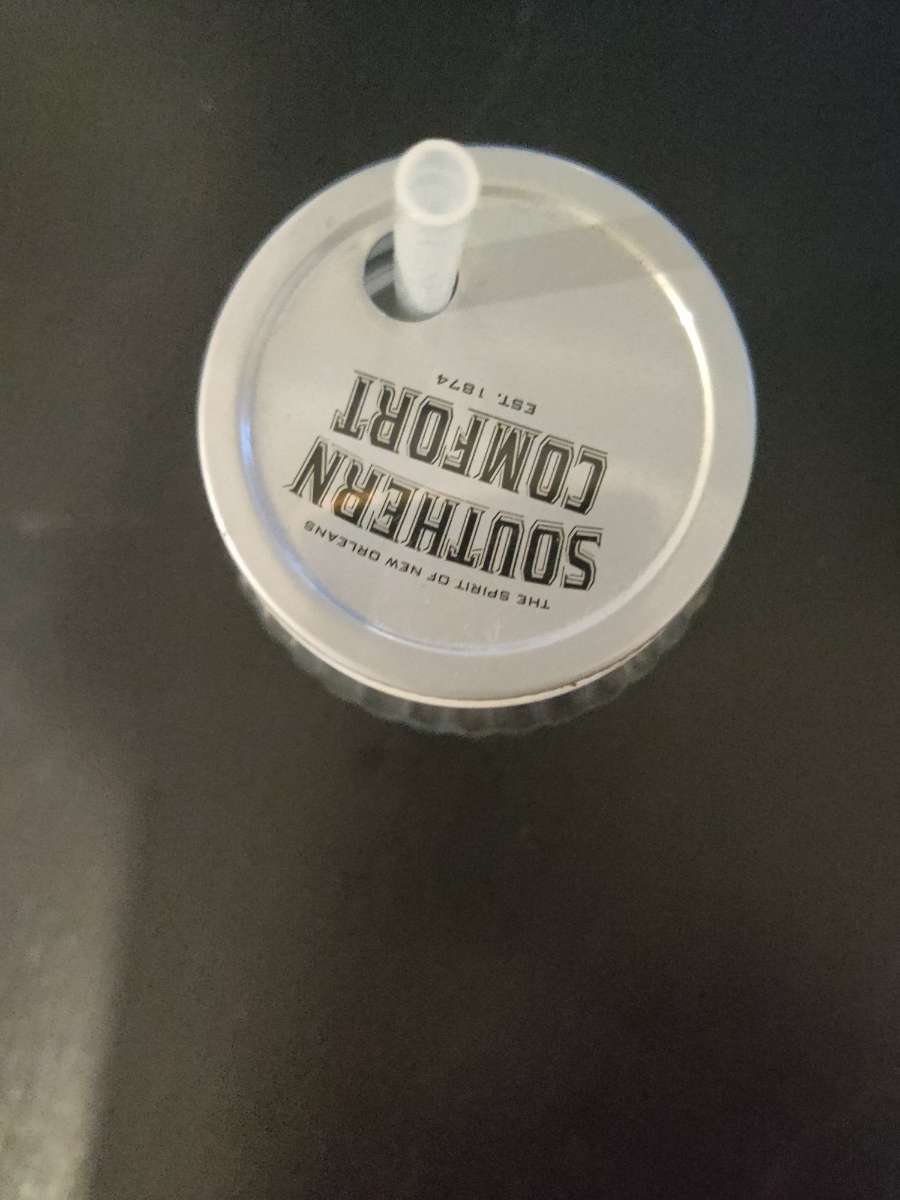 THE SPIRIT OF NEW ORLEANS
SOUTHERN
COMFORT
EST. 1874